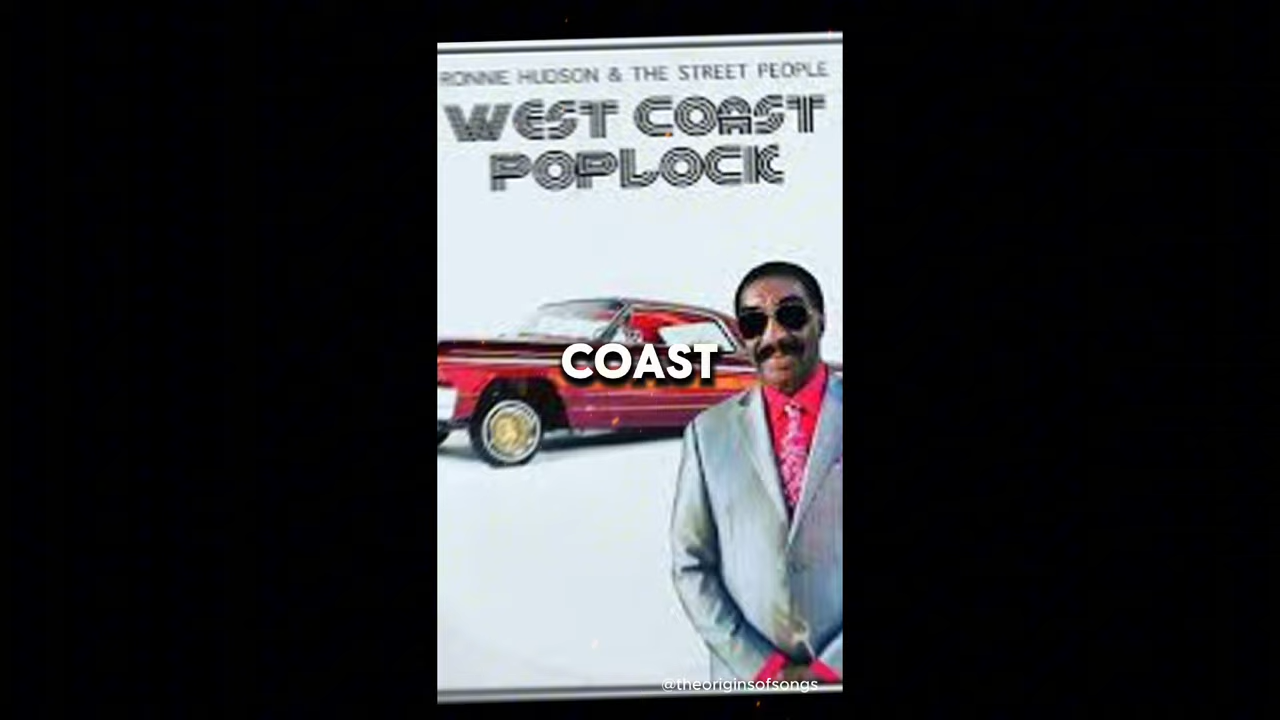 RONNIE HUDSON & THE STREET PEOPLE
WEST COAST
POPLOCK
COAST
@theoriginsofsongs